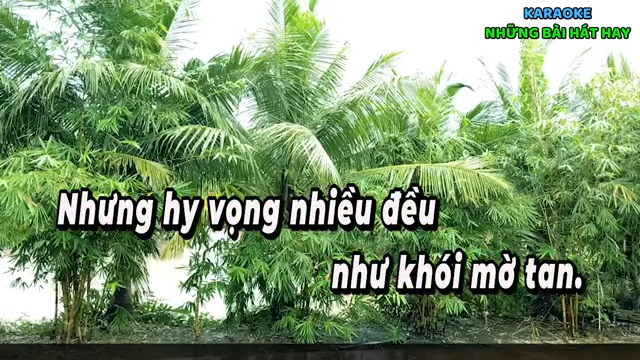 KARAOKE
NHỮNG BÀI HÁT HAY
Nhưng hy vọng nhiều đều
như khói mờ tan.